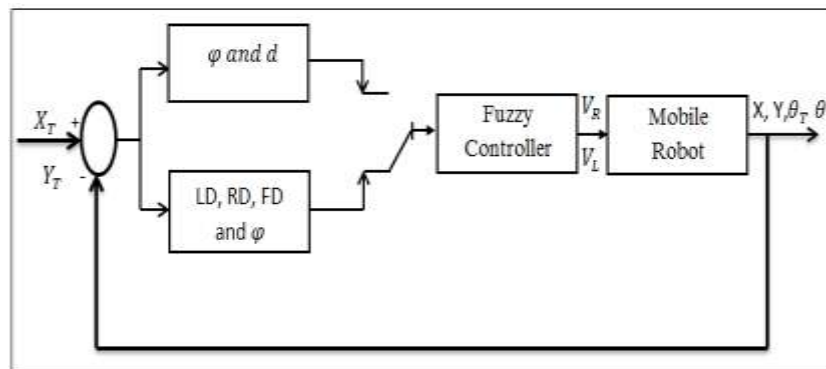 φ and d
X_T +
Y_T -
LD, RD, FD
and φ
Fuzzy
Controller
V_R
V_L
Mobile
Robot
X, Y,θ_T θ